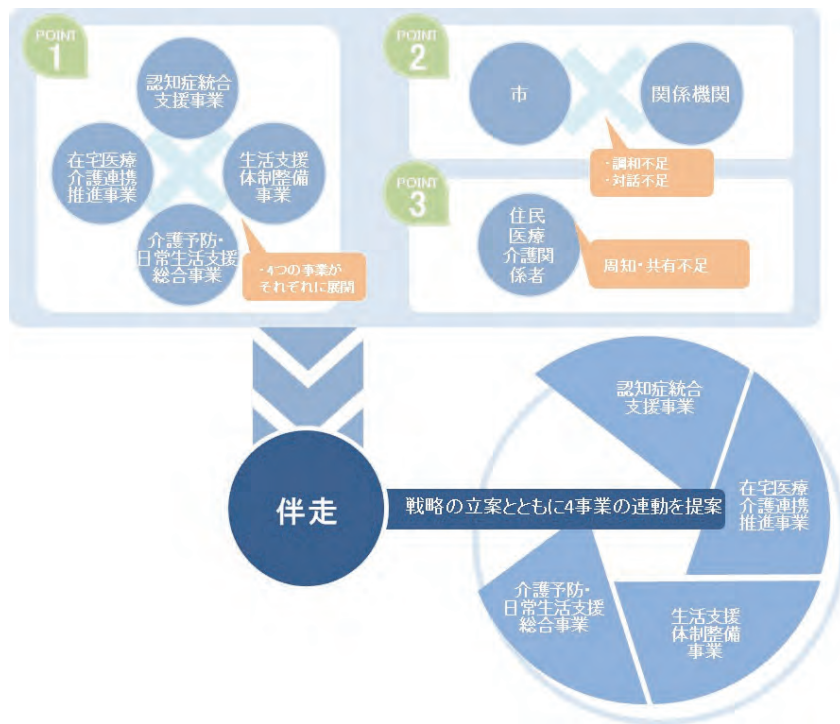 POINT
1
認知症統合
支援事業
在宅医療
介護連携
推進事業
生活支援
体制整備
事業
介護予防・
日常生活支援
総合事業
・4つの事業が
それぞれに展開
POINT
2
市
関係機関
・調和不足
・対話不足
POINT
3
住民
医療
介護関
係者
周知・共有不足
伴走
戦略の立案とともに4事業の連動を提案
認知症統合
支援事業
在宅医療
介護連携
推進事業
生活支援
体制整備
事業
介護予防・
日常生活支援
総合事業